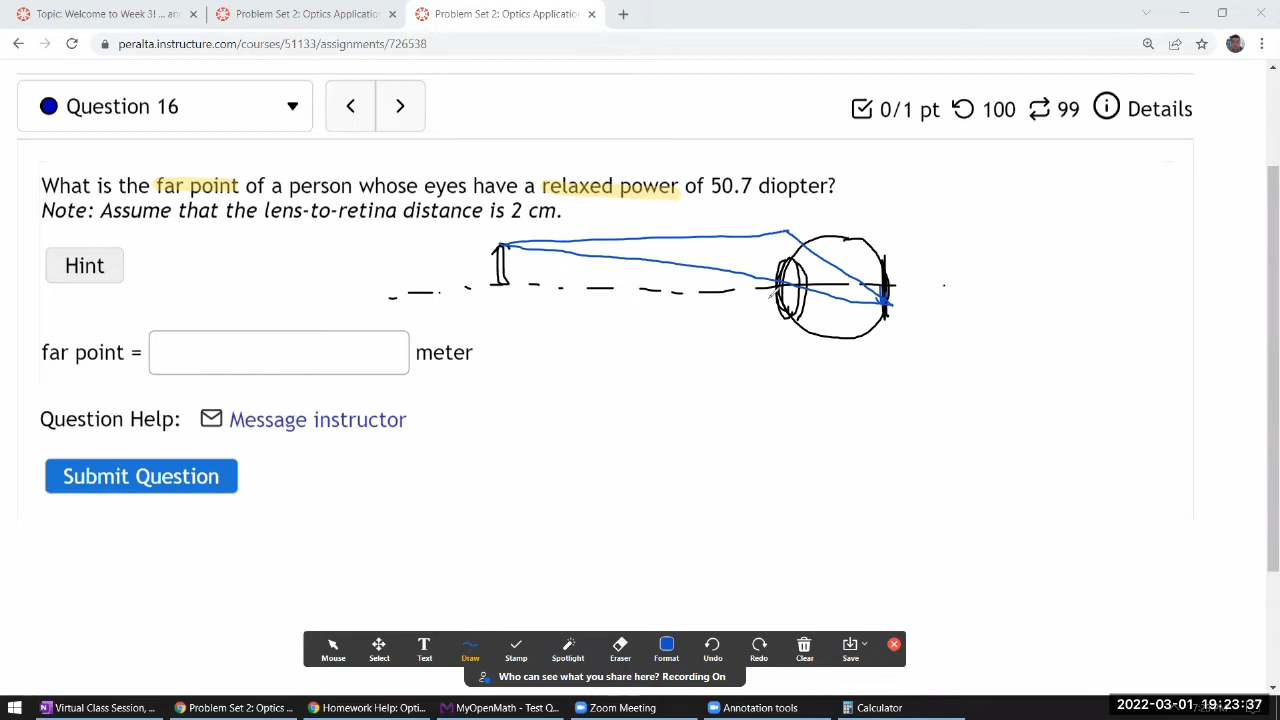 Topic: Welcome to Week 3! ... and
Problem Set 2: Optics Application
Problem Set 2: Optics Application
peralta.instructure.com/courses/51133/assignments/726538
Question 16
0/1 pt 100 99 Details
What is the far point of a person whose eyes have a relaxed power of 50.7 diopter?
Note: Assume that the lens-to-retina distance is 2 cm.
Hint
far point = meter
Question Help: Message instructor
Submit Question
Mouse Select Text Draw Stamp Spotlight Eraser Format Undo Redo Clear Save
Who can see what you share here? Recording On
Virtual Class Session, ...
Problem Sets 2: Optic...
Homework Help: Opti...
MyOpenMath - Test Q...
Zoom Meeting
Annotation tools
Calculator
2022-03-01 19:23:37